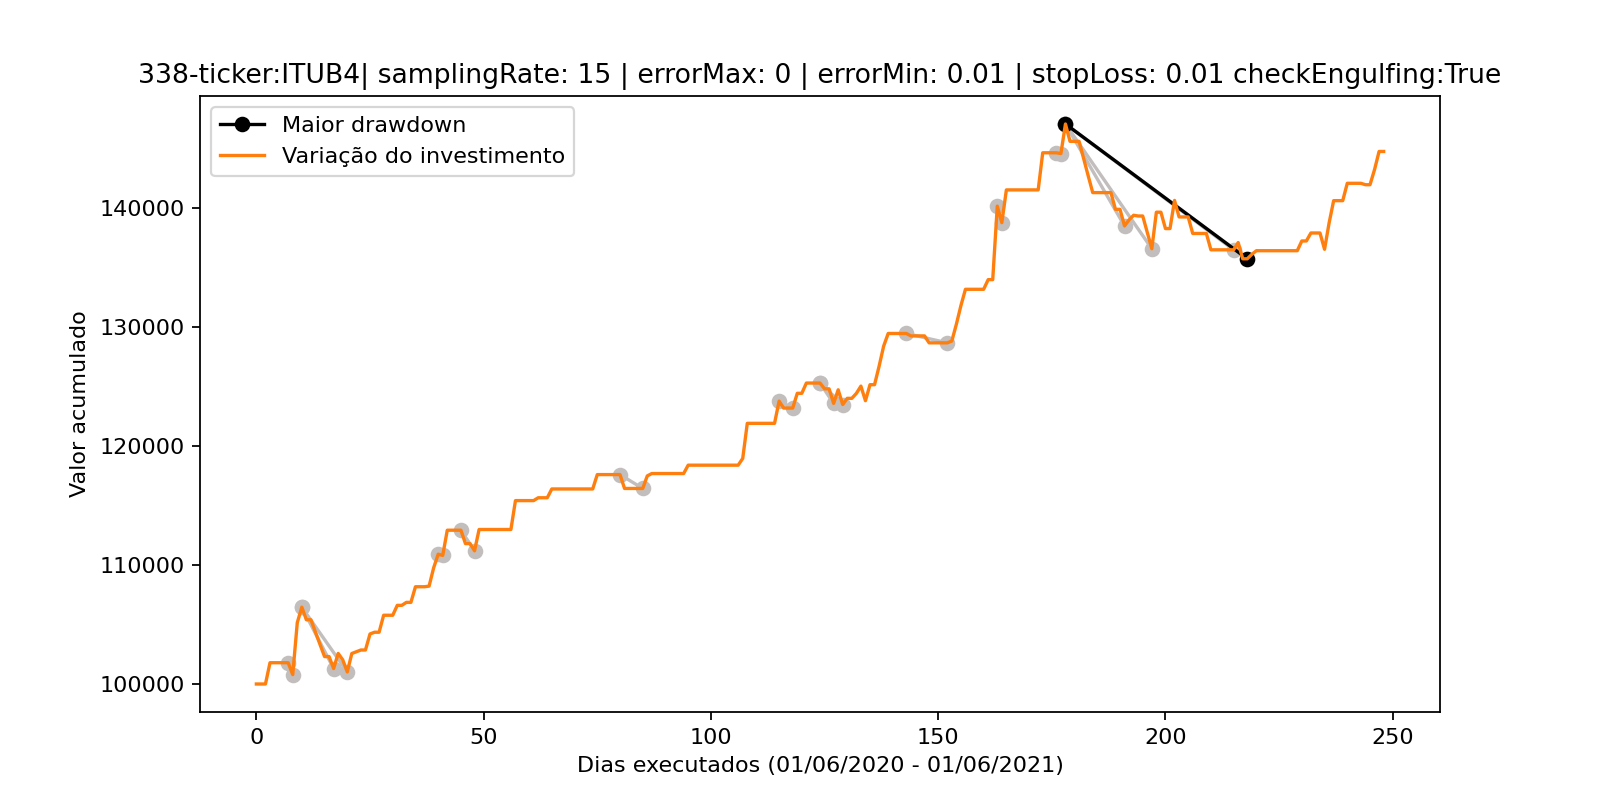 338-ticker:ITUB4| samplingRate: 15 | errorMax: 0 | errorMin: 0.01 | stopLoss: 0.01 checkEngulfing:True
Maior drawdown
Variação do investimento
Valor acumulado
140000
130000
120000
110000
100000
0 50 100 150 200 250
Dias executados (01/06/2020 - 01/06/2021)